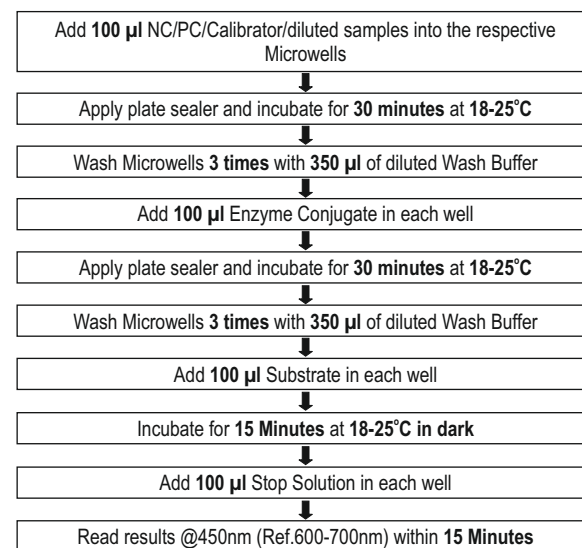 Add 100 µl NC/PC/Calibrator/diluted samples into the respective
Microwells
Apply plate sealer and incubate for 30 minutes at 18-25°C
Wash Microwells 3 times with 350 µl of diluted Wash Buffer
Add 100 µl Enzyme Conjugate in each well
Apply plate sealer and incubate for 30 minutes at 18-25°C
Wash Microwells 3 times with 350 µl of diluted Wash Buffer
Add 100 µl Substrate in each well
Incubate for 15 Minutes at 18-25°C in dark
Add 100 µl Stop Solution in each well
Read results @450nm (Ref.600-700nm) within 15 Minutes